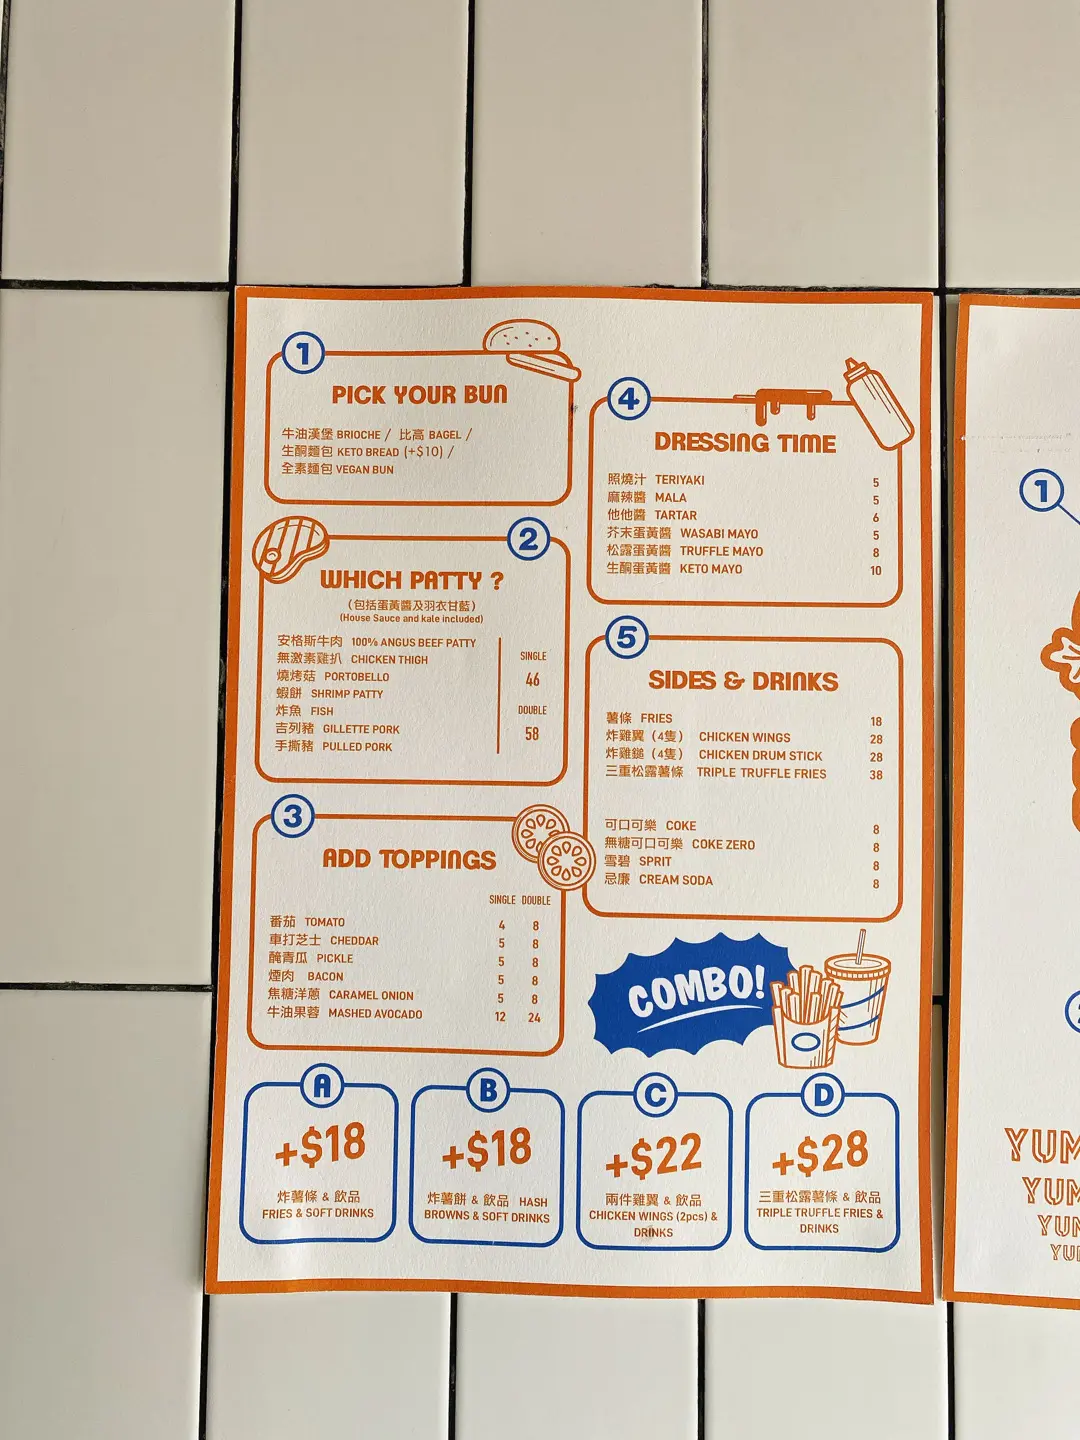 1
PICK YOUR BUN
牛油漢堡 BRIOCHE / 比高 BAGEL /
生酮麵包 KETO BREAD (+$10) /
全素麵包 VEGAN BUN
2
WHICH PATTY ?
(包括蛋黃醬及羽衣甘藍)
(House Sauce and kale included)
安格斯牛肉 100% ANGUS BEEF PATTY
無激素雞扒 CHICKEN THIGH
燒烤菇 PORTOBELLO
蝦餅 SHRIMP PATTY
炸魚 FISH
吉列豬 GILLETTE PORK
手撕豬 PULLED PORK
SINGLE
46
DOUBLE
58
3
ADD TOPPINGS
SINGLE DOUBLE
番茄 TOMATO 4 8
車打芝士 CHEDDAR 5 8
醃青瓜 PICKLE 5 8
煙肉 BACON 5 8
焦糖洋蔥 CARAMEL ONION 5 8
牛油果蓉 MASHED AVOCADO 12 24
4
DRESSING TIME
照燒汁 TERIYAKI 5
麻辣醬 MALA 5
他他醬 TARTAR 6
芥末蛋黃醬 WASABI MAYO 5
松露蛋黃醬 TRUFFLE MAYO 8
生酮蛋黃醬 KETO MAYO 10
5
SIDES & DRINKS
薯條 FRIES 18
炸雞翼 (4隻) CHICKEN WINGS 28
炸雞鎚 (4隻) CHICKEN DRUM STICK 28
三重松露薯條 TRIPLE TRUFFLE FRIES 38
可口可樂 COKE 8
無糖可口可樂 COKE ZERO 8
雪碧 SPRIT 8
忌廉 CREAM SODA 8
COMBO!
A
+$18
炸薯條 & 飲品
FRIES & SOFT DRINKS
B
+$18
炸薯餅 & 飲品 HASH
BROWNS & SOFT DRINKS
C
+$22
兩件雞翼 & 飲品
CHICKEN WINGS (2pcs) &
DRINKS
D
+$28
三重松露薯條 & 飲品
TRIPLE TRUFFLE FRIES &
DRINKS
1